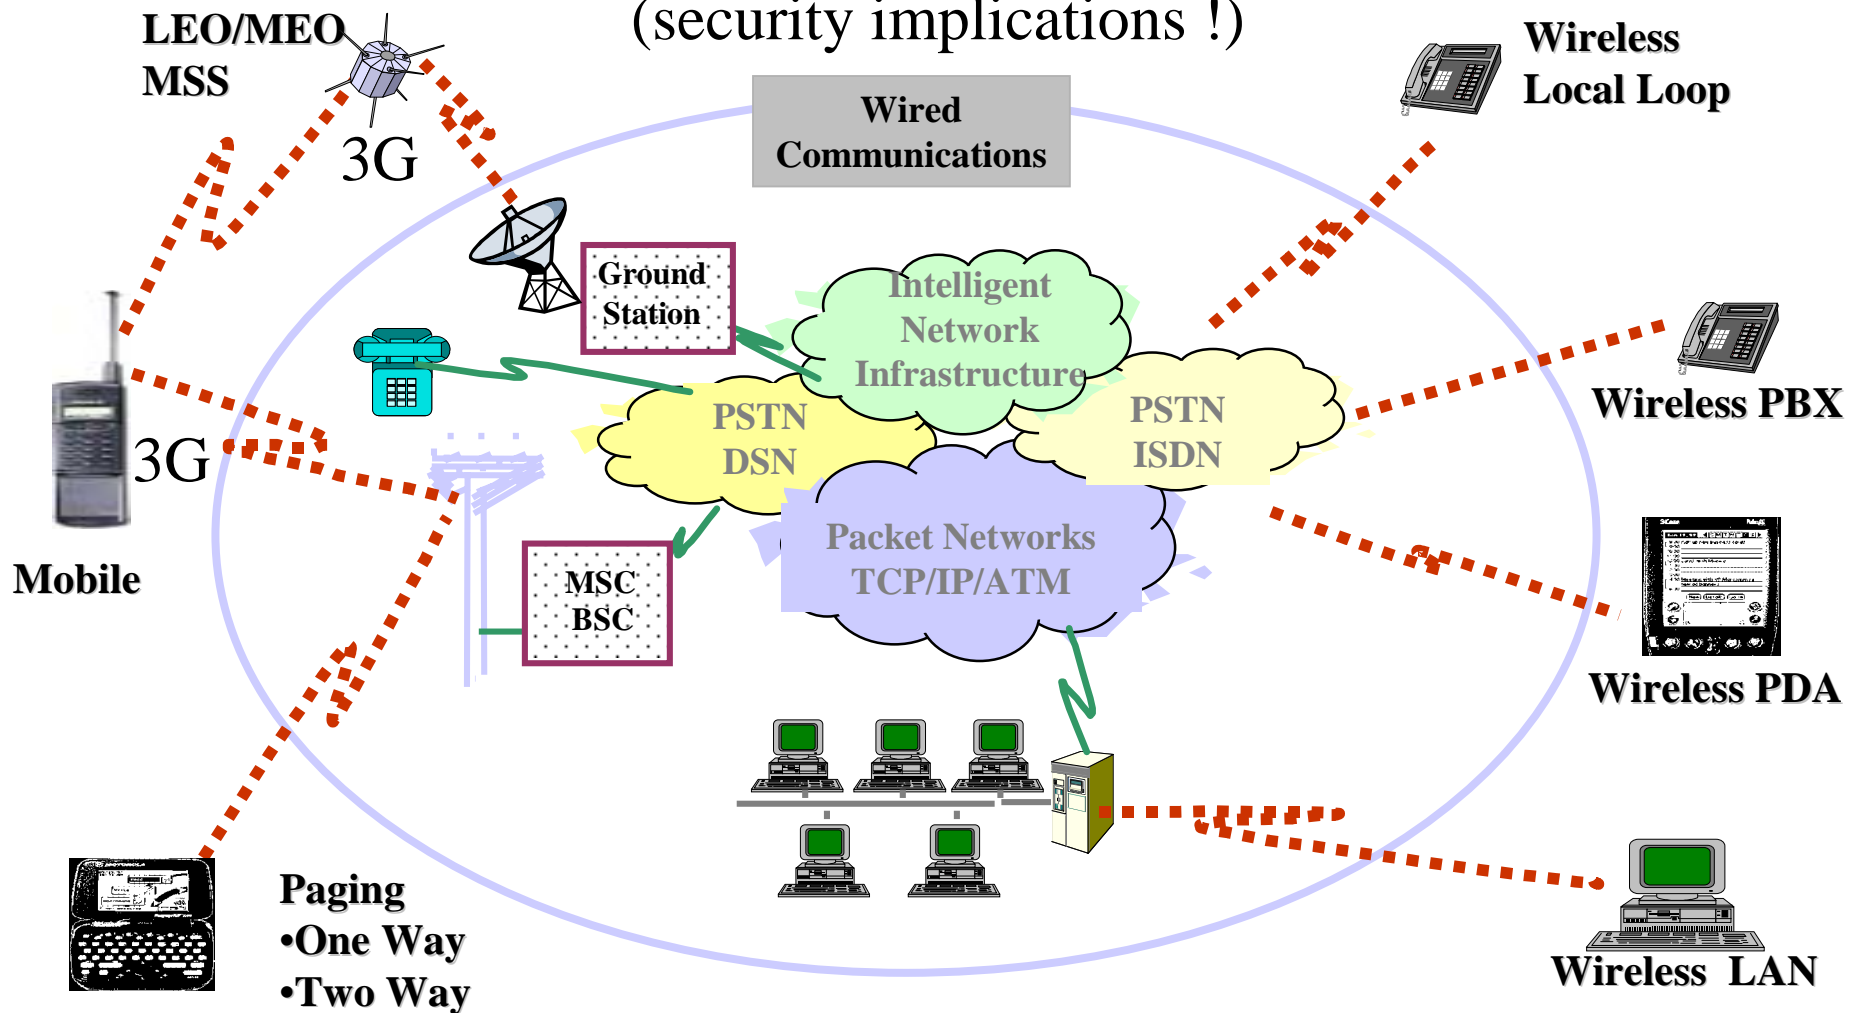 (security implications !)
LEO/MEO
MSS
3G
Wired
Communications
Wireless
Local Loop
Ground
Station
Intelligent
Network
Infrastructure
PSTN
DSN
PSTN
ISDN
Wireless PBX
3G
Mobile
MSC
BSC
Packet Networks
TCP/IP/ATM
Wireless PDA
Paging
•One Way
•Two Way
MOTOROLA
Wireless LAN